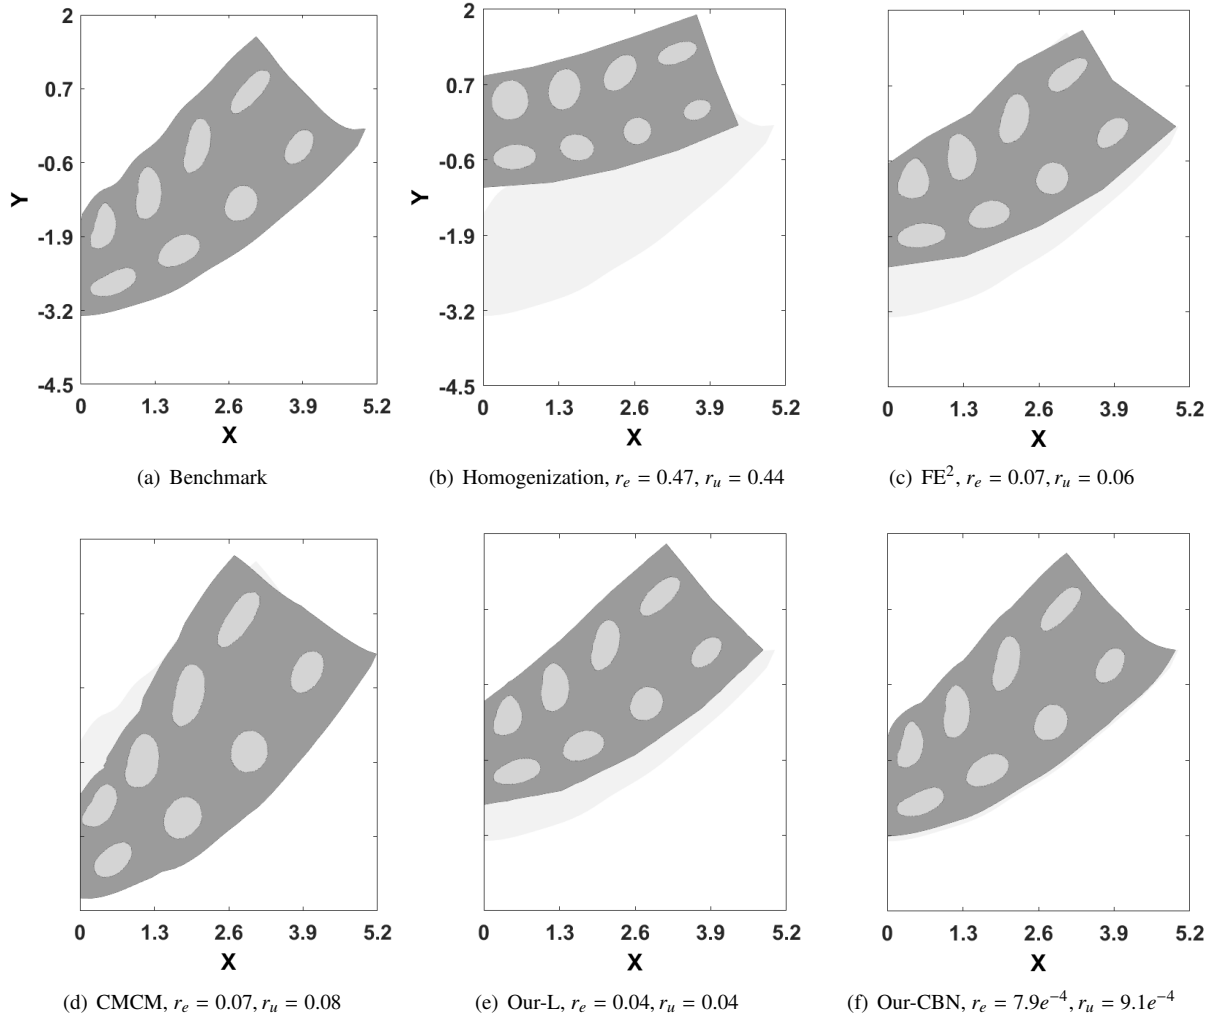 2
0.7
-0.6
-1.9
-3.2
-4.5
Y
0 1.3 2.6 3.9 5.2
X
(a) Benchmark
2
0.7
-0.6
-1.9
-3.2
-4.5
Y
0 1.3 2.6 3.9 5.2
X
(b) Homogenization, r_e = 0.47, r_u = 0.44
0 1.3 2.6 3.9 5.2
X
(c) FE², r_e = 0.07, r_u = 0.06
0 1.3 2.6 3.9 5.2
X
(d) CMCM, r_e = 0.07, r_u = 0.08
0 1.3 2.6 3.9 5.2
X
(e) Our-L, r_e = 0.04, r_u = 0.04
0 1.3 2.6 3.9 5.2
X
(f) Our-CBN, r_e = 7.9e⁻⁴, r_u = 9.1e⁻⁴